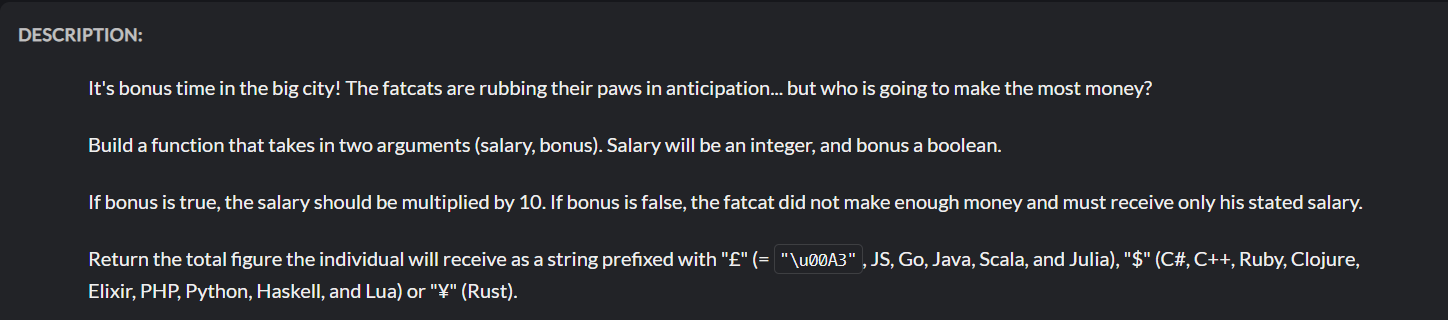 DESCRIPTION:
It's bonus time in the big city! The fatcats are rubbing their paws in anticipation... but who is going to make the most money?
Build a function that takes in two arguments (salary, bonus). Salary will be an integer, and bonus a boolean.
If bonus is true, the salary should be multiplied by 10. If bonus is false, the fatcat did not make enough money and must receive only his stated salary.
Return the total figure the individual will receive as a string prefixed with "£" (= "\u00A3", JS, Go, Java, Scala, and Julia), "$" (C#, C++, Ruby, Clojure,
Elixir, PHP, Python, Haskell, and Lua) or "¥" (Rust).